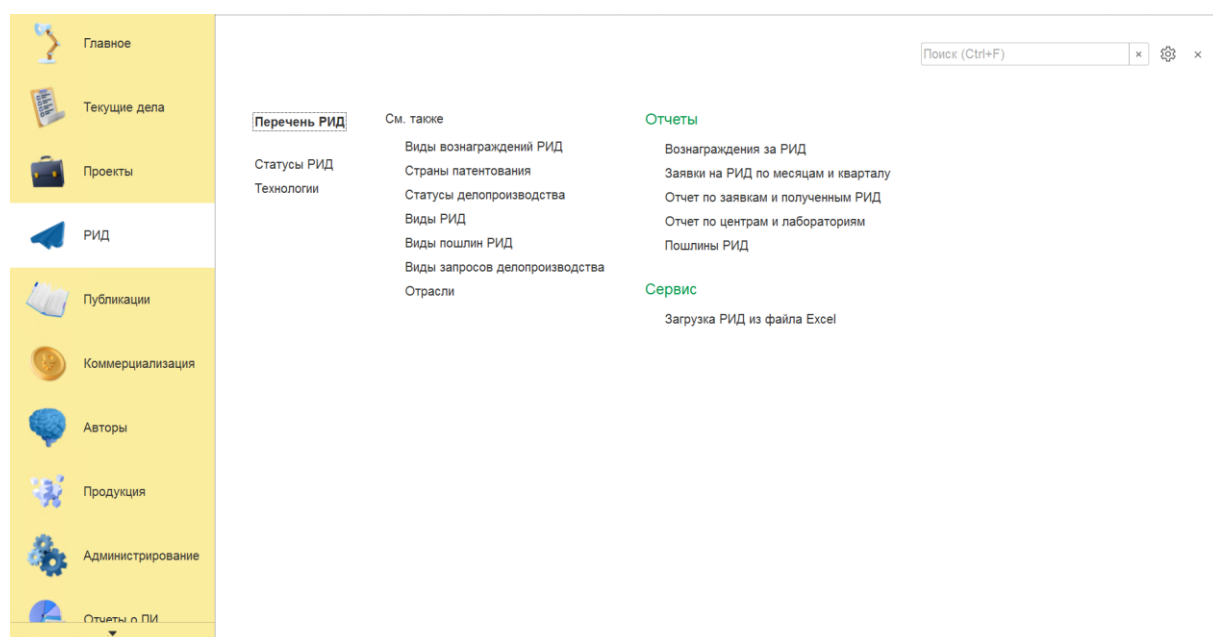 Главное
Текущие дела
Проекты
РИД
Публикации
Коммерциализация
Авторы
Продукция
Администрирование
Отчеты о ПИ
Поиск (Ctrl+F)
Перечень РИД
Статусы РИД
Технологии
См. также
Виды вознаграждений РИД
Страны патентования
Статусы делопроизводства
Виды РИД
Виды пошлин РИД
Виды запросов делопроизводства
Отрасли
Отчеты
Вознаграждения за РИД
Заявки на РИД по месяцам и кварталу
Отчет по заявкам и полученным РИД
Отчет по центрам и лабораториям
Пошлины РИД
Сервис
Загрузка РИД из файла Excel